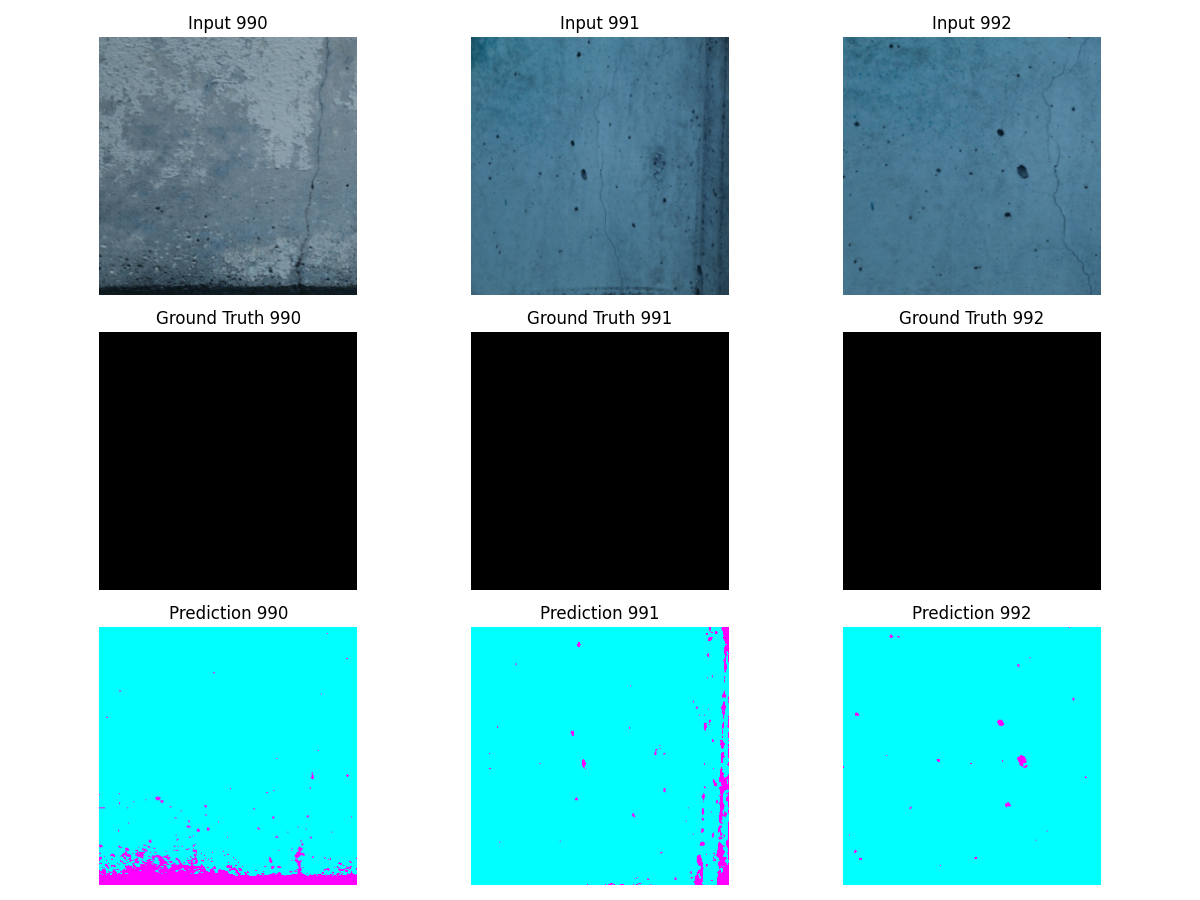 Input 990
Input 991
Input 992
Ground Truth 990
Ground Truth 991
Ground Truth 992
Prediction 990
Prediction 991
Prediction 992